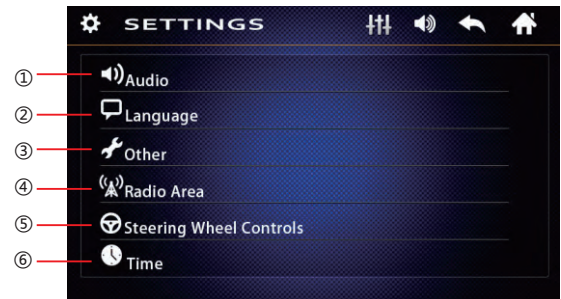 SETTINGS
① Audio
② Language
③ Other
④ Radio Area
⑤ Steering Wheel Controls
⑥ Time